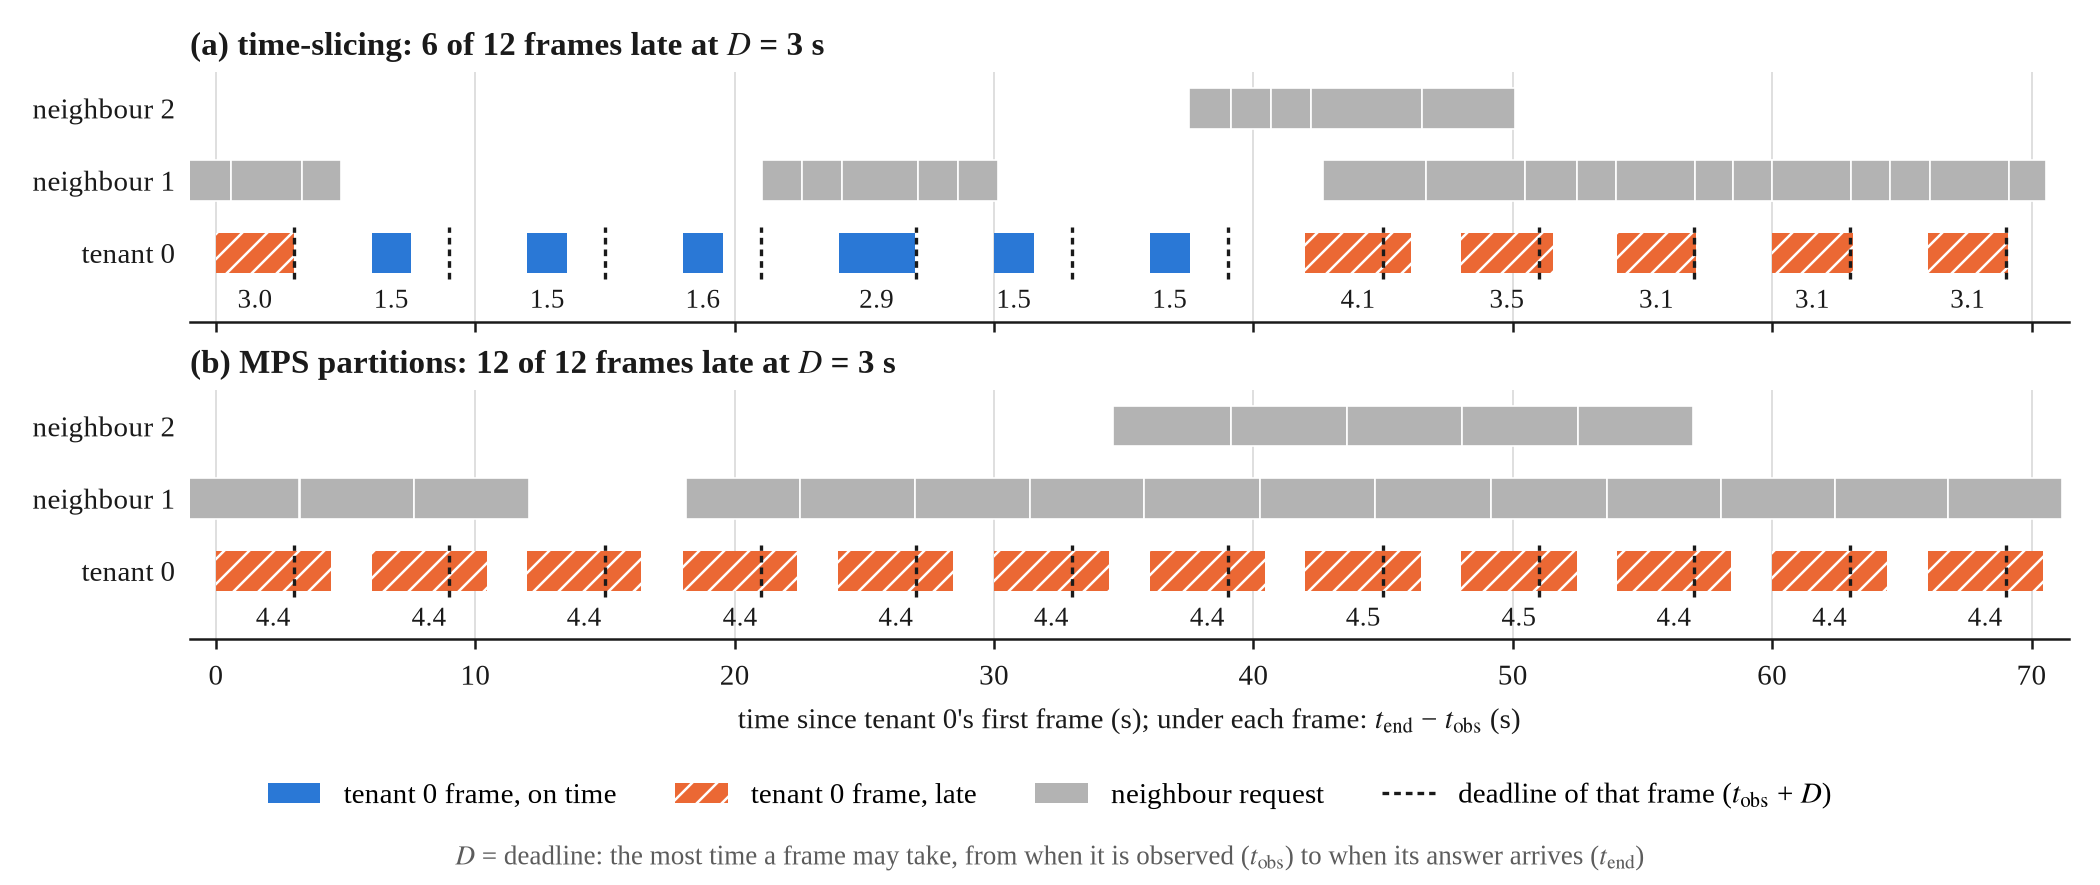 (a) time-slicing: 6 of 12 frames late at D = 3 s
neighbour 2
neighbour 1
tenant 0
3.0 1.5 1.5 1.6 2.9 1.5 1.5 4.1 3.5 3.1 3.1 3.1
(b) MPS partitions: 12 of 12 frames late at D = 3 s
neighbour 2
neighbour 1
tenant 0
4.4 4.4 4.4 4.4 4.4 4.4 4.4 4.5 4.5 4.4 4.4 4.4
0 10 20 30 40 50 60 70
time since tenant 0's first frame (s); under each frame: t_end − t_obs (s)
tenant 0 frame, on time tenant 0 frame, late neighbour request deadline of that frame (t_obs + D)
D = deadline: the most time a frame may take, from when it is observed (t_obs) to when its answer arrives (t_end)